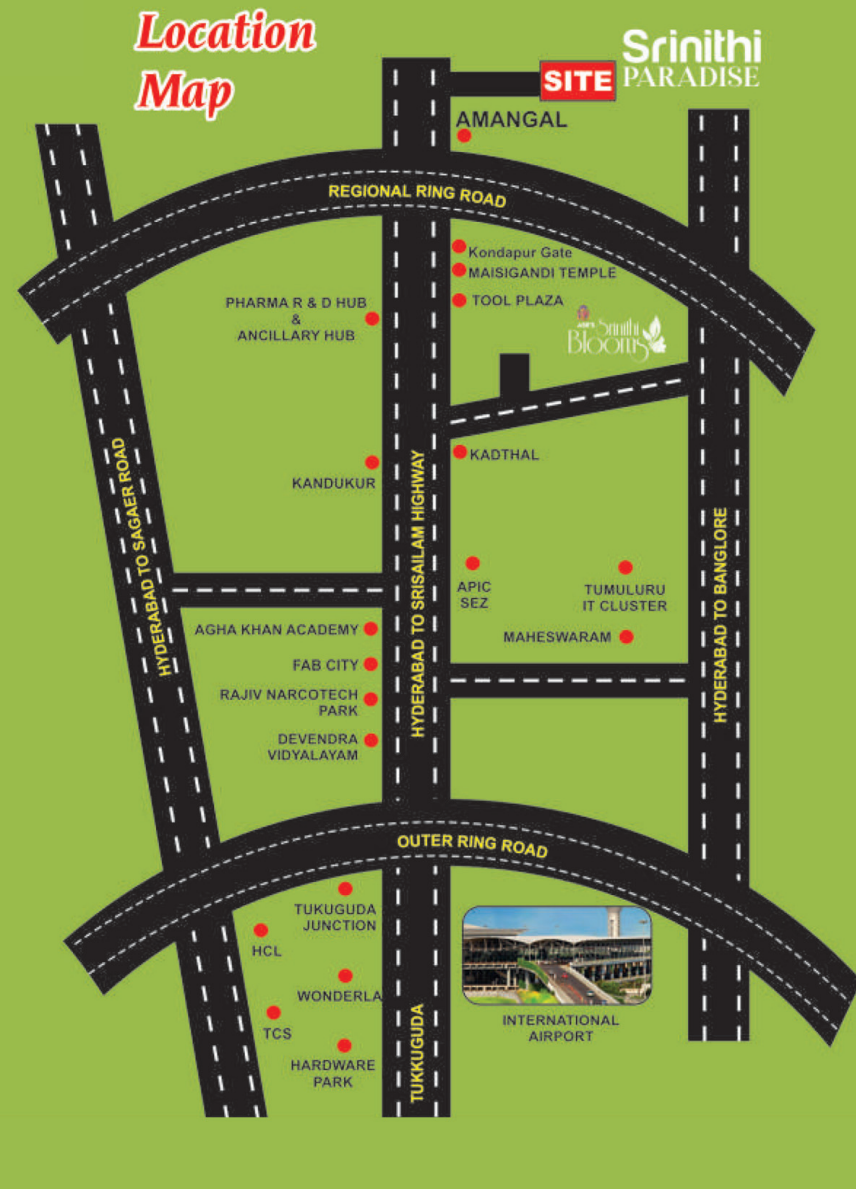 Location
Map
Srinithi
SITE PARADISE
AMANGAL
REGIONAL RING ROAD
Kondapur Gate
MAISIGANDI TEMPLE
TOOL PLAZA
PHARMA R & D HUB
&
ANCILLARY HUB
Srinithi
Blooms
KADTHAL
KANDUKUR
HYDERABAD TO SAGAER ROAD
HYDERABAD TO SRISAILAM HIGHWAY
HYDERABAD TO BANGLORE
APIC
SEZ
TUMULURU
IT CLUSTER
MAHESWARAM
AGHA KHAN ACADEMY
FAB CITY
RAJIV NARCOTECH
PARK
DEVENDRA
VIDYALAYAM
OUTER RING ROAD
TUKUGUDA
JUNCTION
HCL
WONDERLA
TCS
HARDWARE
PARK
TUKKUGUDA
INTERNATIONAL
AIRPORT